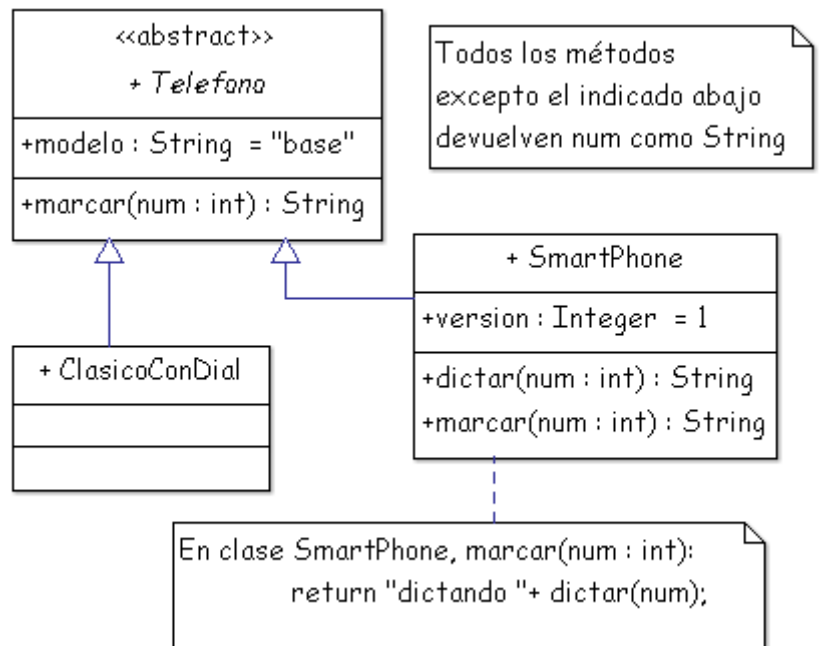 <<abstract>>
+ Telefono
+modelo : String = "base"
+marcar(num : int) : String
Todos los métodos
excepto el indicado abajo
devuelven num como String
+ SmartPhone
+version : Integer = 1
+dictar(num : int) : String
+marcar(num : int) : String
+ ClasicoConDial
En clase SmartPhone, marcar(num : int):
return "dictando "+ dictar(num);